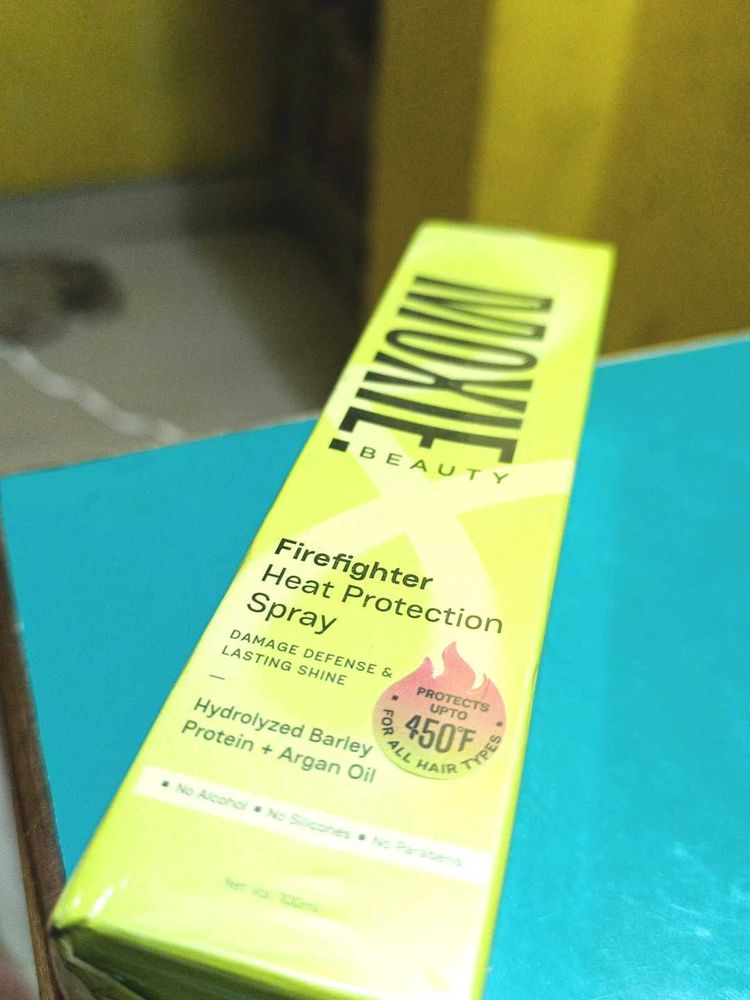 MOXIE.
BEAUTY
Firefighter
Heat Protection
Spray
DAMAGE DEFENSE &
LASTING SHINE
—
Hydrolyzed Barley
Protein + Argan Oil
PROTECTS
UPTO
450°F
FOR ALL HAIR TYPES
▪ No Alcohol ▪ No Silicones ▪ No Parabens
Net Vol. 100ml